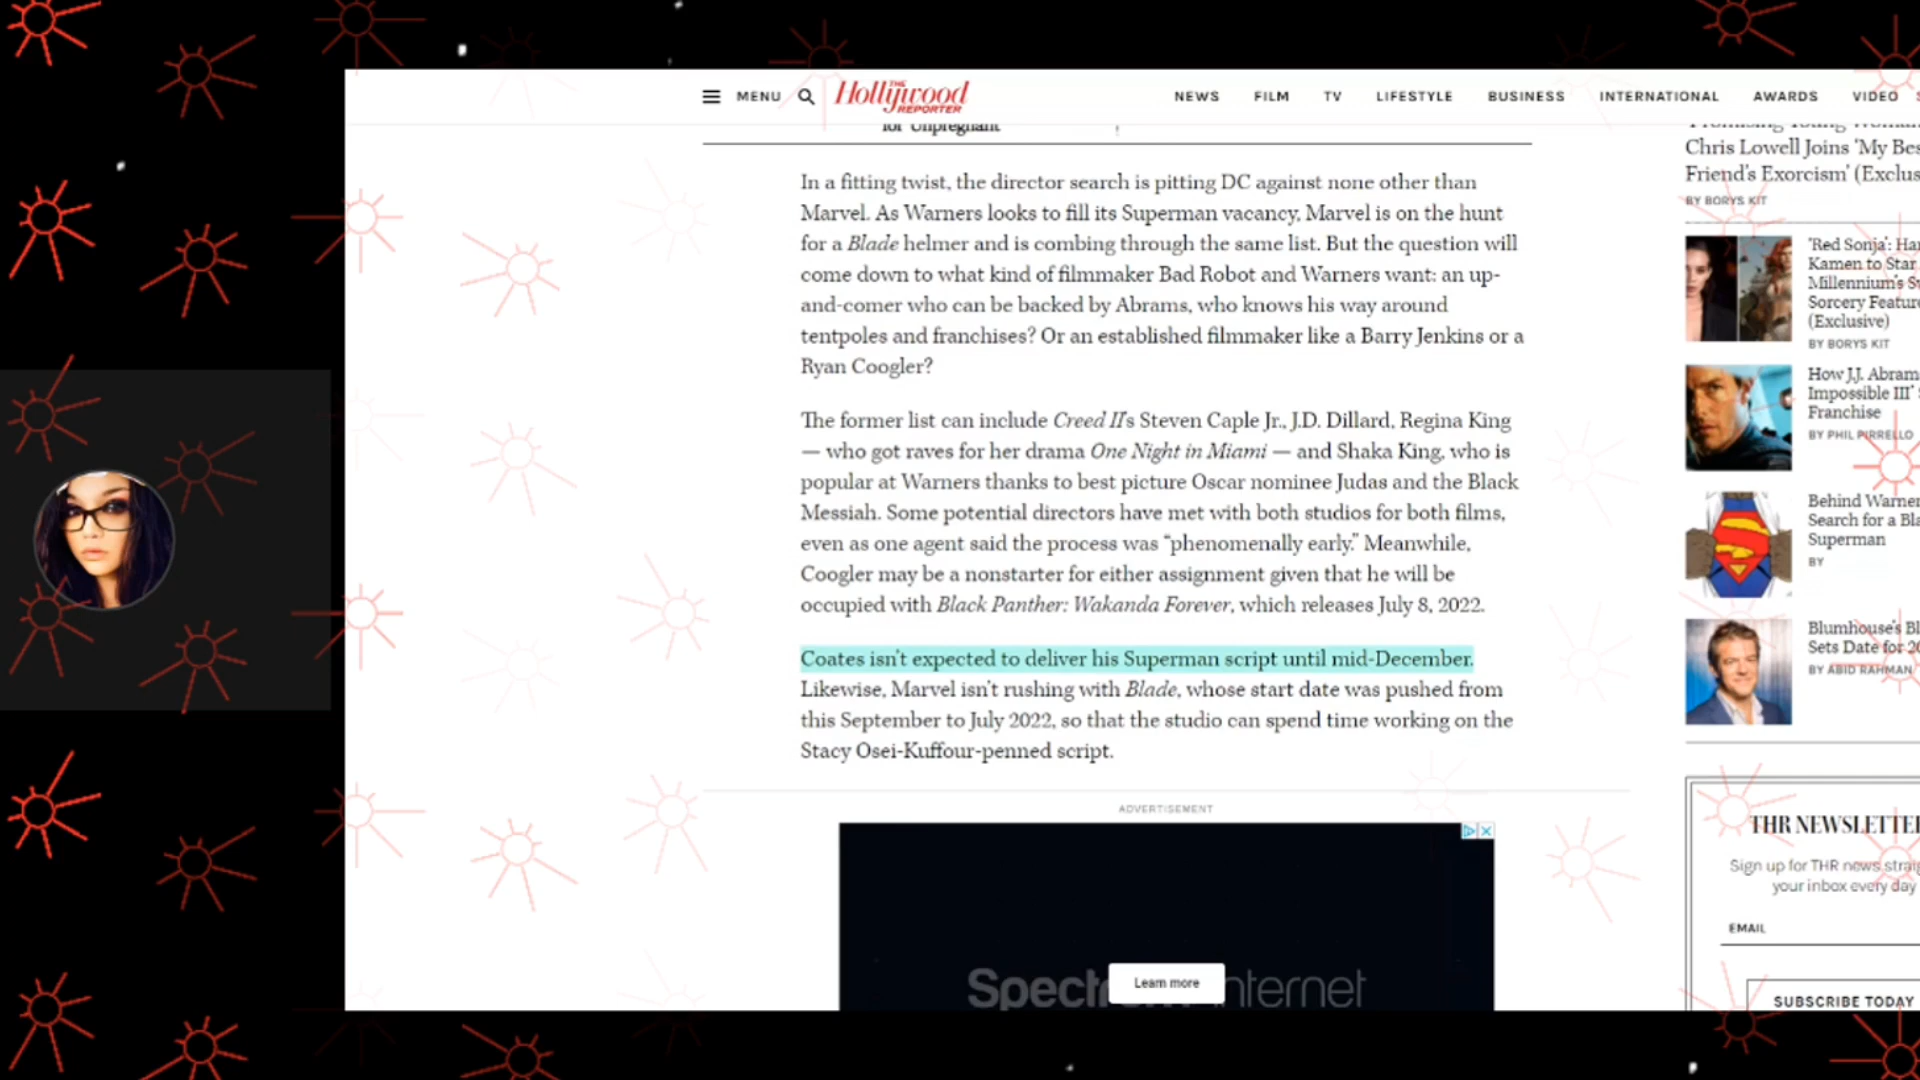 MENU
THE
Hollywood
REPORTER
NEWS FILM TV LIFESTYLE BUSINESS INTERNATIONAL AWARDS VIDEO
for 'Unpregnant'
In a fitting twist, the director search is pitting DC against none other than
Marvel. As Warners looks to fill its Superman vacancy, Marvel is on the hunt
for a Blade helmer and is combing through the same list. But the question will
come down to what kind of filmmaker Bad Robot and Warners want: an up-
and-comer who can be backed by Abrams, who knows his way around
tentpoles and franchises? Or an established filmmaker like a Barry Jenkins or a
Ryan Coogler?
The former list can include Creed II's Steven Caple Jr., J.D. Dillard, Regina King
— who got raves for her drama One Night in Miami — and Shaka King, who is
popular at Warners thanks to best picture Oscar nominee Judas and the Black
Messiah. Some potential directors have met with both studios for both films,
even as one agent said the process was “phenomenally early.” Meanwhile,
Coogler may be a nonstarter for either assignment given that he will be
occupied with Black Panther: Wakanda Forever, which releases July 8, 2022.
Coates isn't expected to deliver his Superman script until mid-December.
Likewise, Marvel isn't rushing with Blade, whose start date was pushed from
this September to July 2022, so that the studio can spend time working on the
Stacy Osei-Kuffour-penned script.
ADVERTISEMENT
Learn more
'Promising Young Woman'
Chris Lowell Joins 'My Bes
Friend's Exorcism' (Exclus
BY BORYS KIT
'Red Sonja': Ha
Kamen to Star
Millennium's S
Sorcery Feature
(Exclusive)
BY BORYS KIT
How J.J. Abram
Impossible III'
Franchise
BY PHIL PIRRELLO
Behind Warner
Search for a Bla
Superman
BY
Blumhouse's Bl
Sets Date for 20
BY ABID RAHMAN
THR NEWSLETTE
Sign up for THR news straig
your inbox every day
EMAIL
SUBSCRIBE TODAY